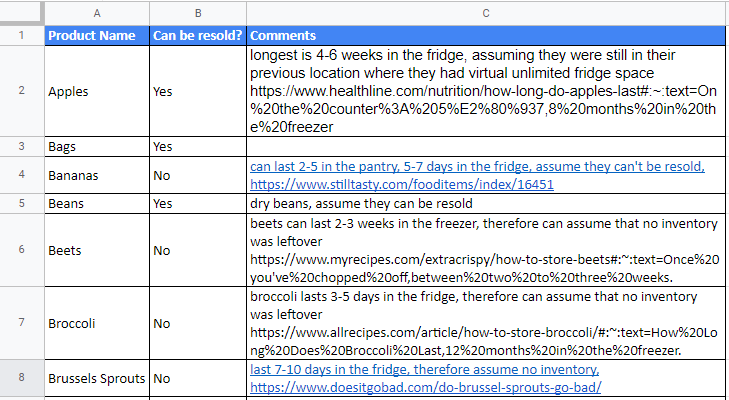 A B C
1 Product Name Can be resold? Comments
longest is 4-6 weeks in the fridge, assuming they were still in their
previous location where they had virtual unlimited fridge space
2 Apples Yes https://www.healthline.com/nutrition/how-long-do-apples-last#:~:text=On
%20the%20counter%3A%205%E2%80%937,8%20months%20in%20th
e%20freezer
3 Bags Yes
can last 2-5 in the pantry, 5-7 days in the fridge, assume they can't be resold,
4 Bananas No https://www.stilltasty.com/fooditems/index/16451
5 Beans Yes dry beans, assume they can be resold
beets can last 2-3 weeks in the freezer, therefore can assume that no inventory
was leftover
6 Beets No https://www.myrecipes.com/extracrispy/how-to-store-beets#:~:text=Once%20
you've%20chopped%20off,between%20two%20to%20three%20weeks.
broccoli lasts 3-5 days in the fridge, therefore can assume that no inventory
was leftover
7 Broccoli No https://www.allrecipes.com/article/how-to-store-broccoli/#:~:text=How%20Lo
ng%20Does%20Broccoli%20Last,12%20months%20in%20the%20freezer.
last 7-10 days in the fridge, therefore assume no inventory,
8 Brussels Sprouts No https://www.doesitgobad.com/do-brussel-sprouts-go-bad/